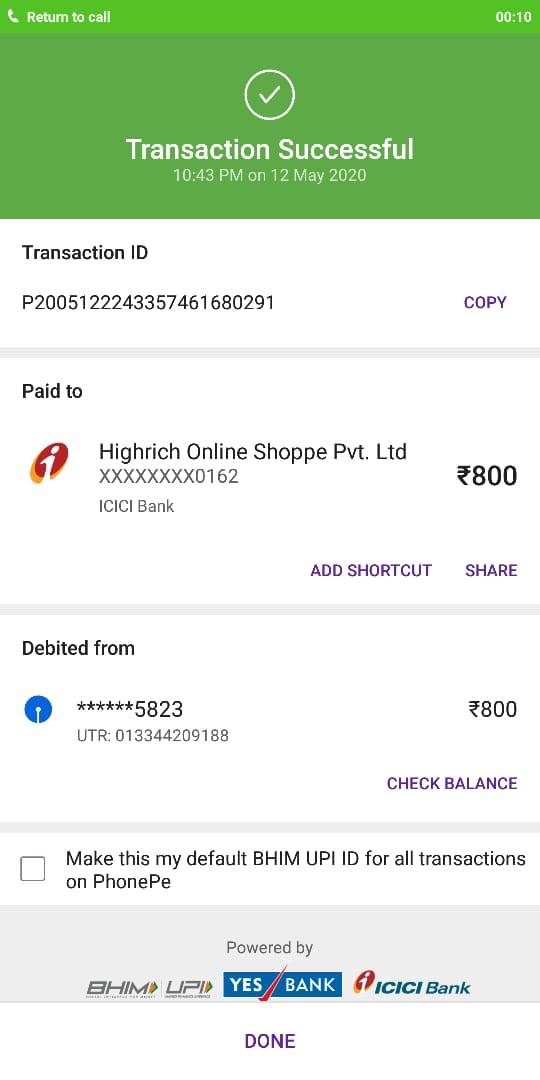 Return to call
00:10
Transaction Successful
10:43 PM on 12 May 2020
Transaction ID
P2005122243357461680291
COPY
Paid to
Highrich Online Shoppe Pvt. Ltd
XXXXXXXX0162
₹800
ICICI Bank
ADD SHORTCUT SHARE
Debited from
******5823
₹800
UTR: 013344209188
CHECK BALANCE
Make this my default BHIM UPI ID for all transactions
on PhonePe
Powered by
BHIM UPI YES BANK ICICI Bank
DONE